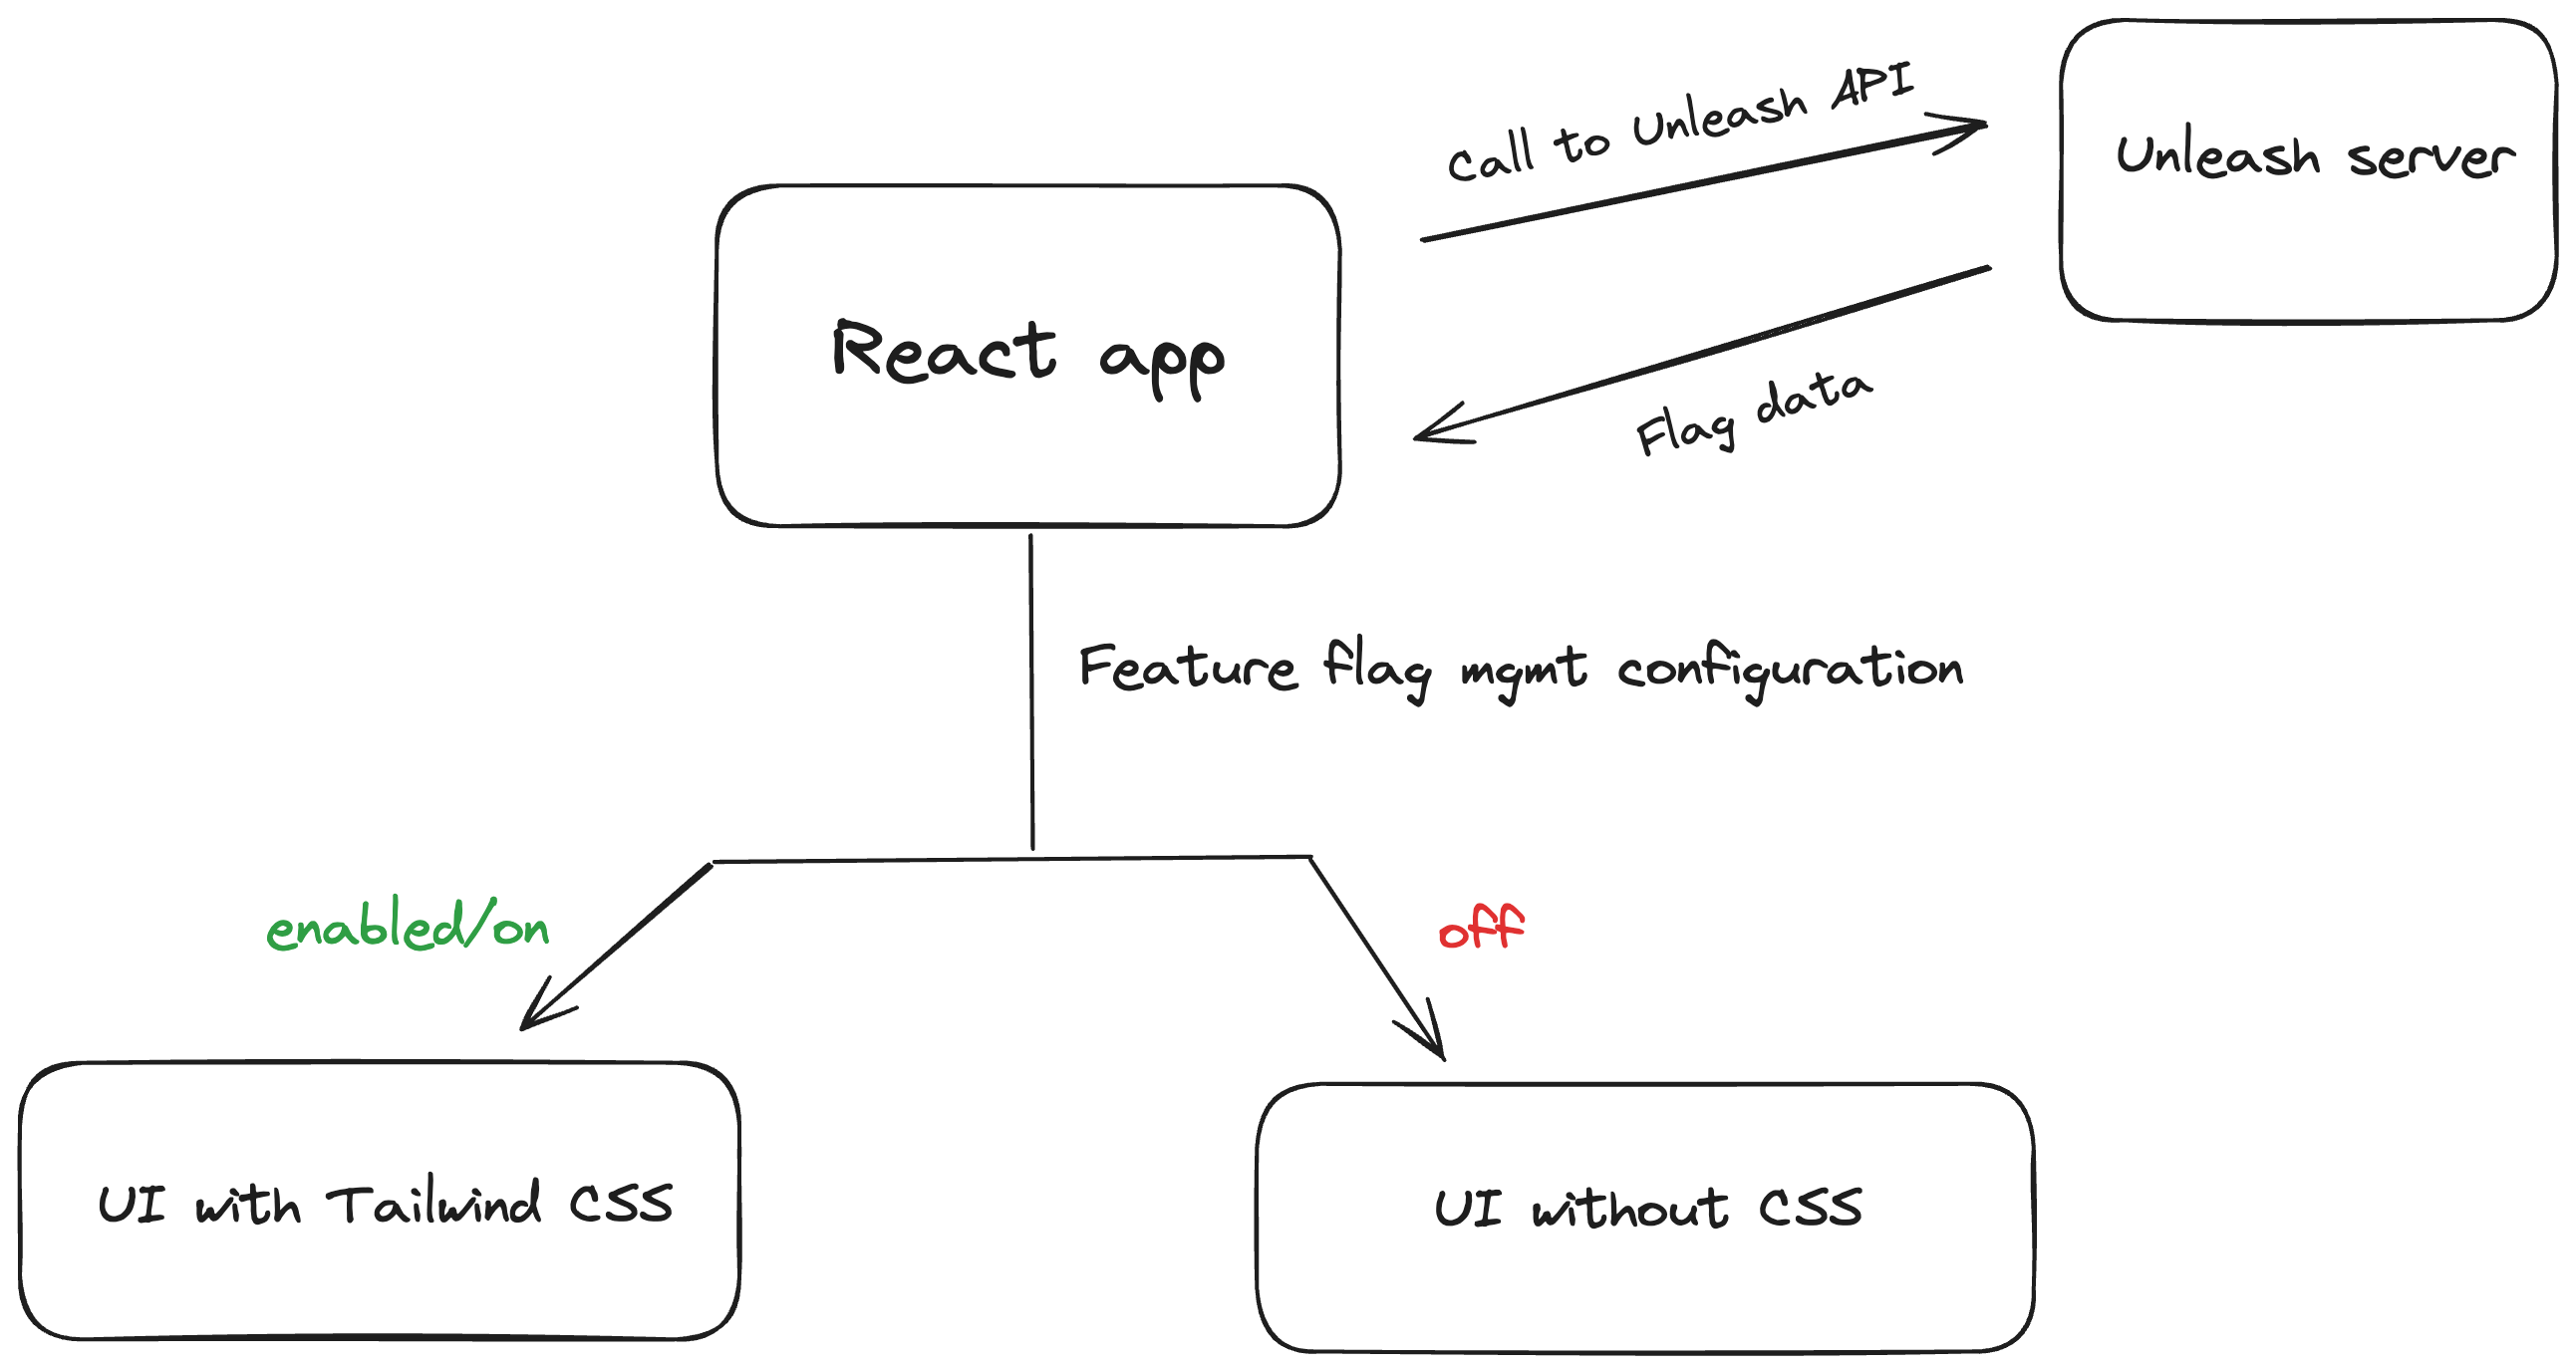 Call to Unleash API
Unleash server
React app
Flag data
Feature flag mgmt configuration
enabled/on
off
UI with Tailwind CSS
UI without CSS